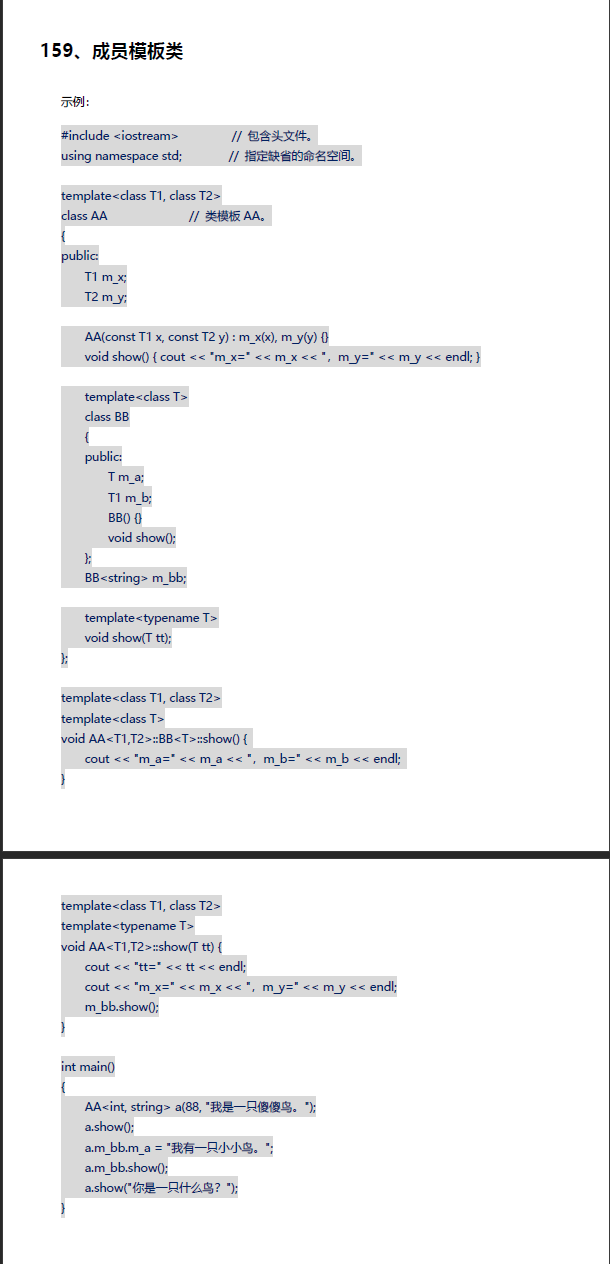 159、成员模板类
示例：
#include <iostream>         // 包含头文件。
using namespace std;        // 指定缺省的命名空间。
template<class T1, class T2>
class AA              // 类模板 AA。
{
public:
    T1 m_x;
    T2 m_y;
    AA(const T1 x, const T2 y) : m_x(x), m_y(y) {}
    void show() { cout << "m_x=" << m_x << "，m_y=" << m_y << endl; }
    template<class T>
    class BB
    {
    public:
        T m_a;
        T1 m_b;
        BB() {}
        void show();
    };
    BB<string> m_bb;
    template<typename T>
    void show(T tt);
};
template<class T1, class T2>
template<class T>
void AA<T1,T2>::BB<T>::show() {
    cout << "m_a=" << m_a << "，m_b=" << m_b << endl;
}
template<class T1, class T2>
template<typename T>
void AA<T1,T2>::show(T tt) {
    cout << "tt=" << tt << endl;
    cout << "m_x=" << m_x << "，m_y=" << m_y << endl;
    m_bb.show();
}
int main()
{
    AA<int, string> a(88, "我是一只傻傻鸟。");
    a.show();
    a.m_bb.m_a = "我有一只小小鸟。";
    a.m_bb.show();
    a.show("你是一只什么鸟？");
}